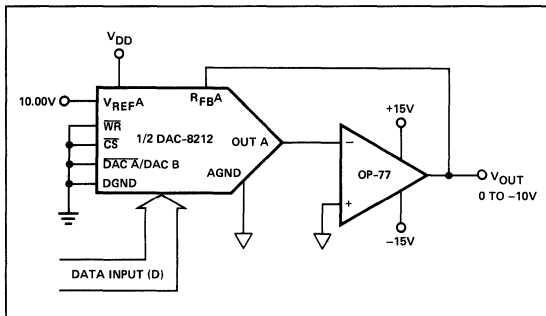 VDD
10.00V
VREFA
RFBA
WR
CS
DAC A/DAC B
DGND
1/2 DAC-8212
OUT A
AGND
DATA INPUT (D)
−
+
OP-77
+15V
−15V
VOUT
0 TO −10V